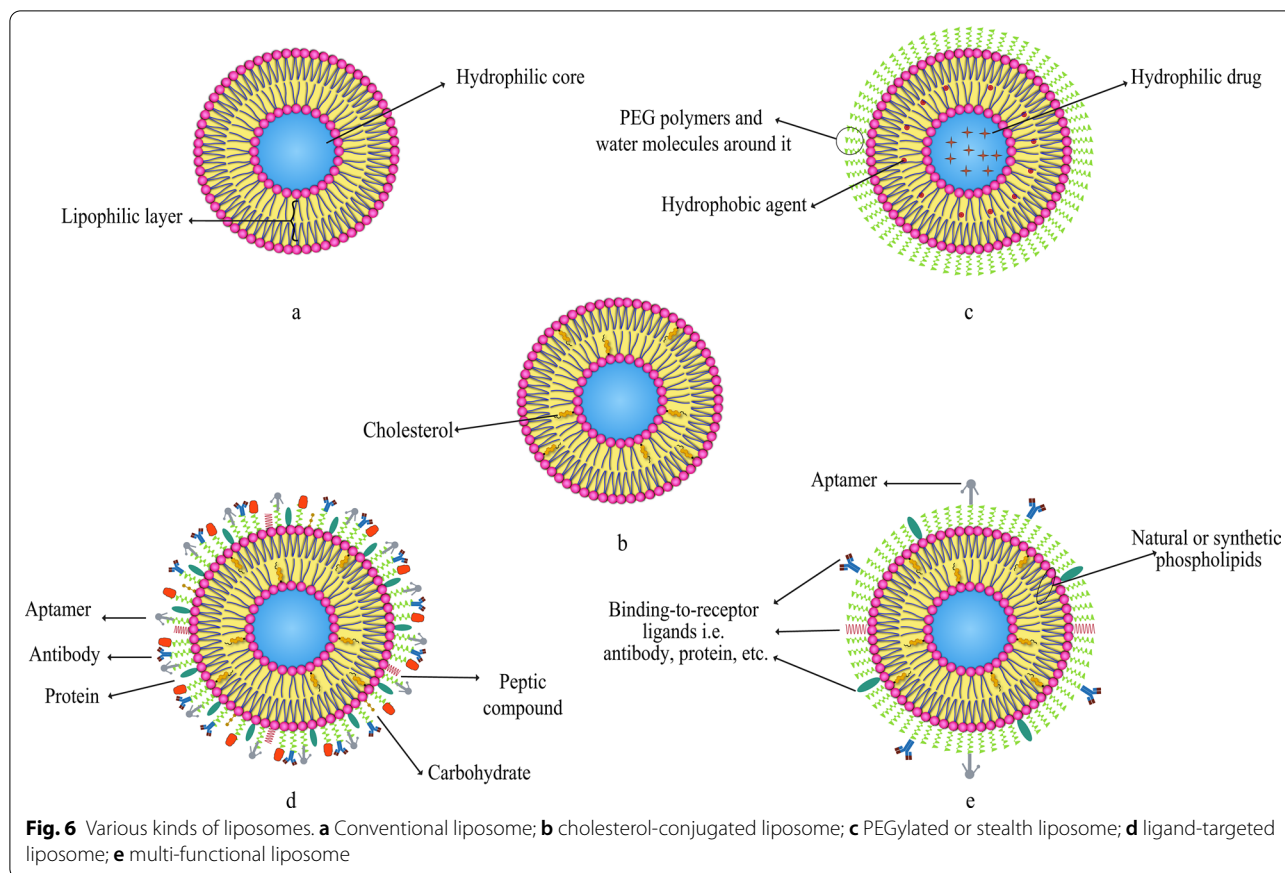 Hydrophilic core
Lipophilic layer
a
PEG polymers and
water molecules around it
Hydrophilic drug
Hydrophobic agent
c
Cholesterol
b
Aptamer
Antibody
Protein
Peptic
compound
Carbohydrate
d
Aptamer
Natural or synthetic
phospholipids
Binding-to-receptor
ligands i.e.
antibody, protein, etc.
e
Fig. 6 Various kinds of liposomes. a Conventional liposome; b cholesterol-conjugated liposome; c PEGylated or stealth liposome; d ligand-targeted
liposome; e multi-functional liposome